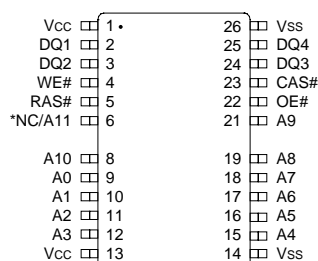 Vcc 1 26 Vss
DQ1 2 25 DQ4
DQ2 3 24 DQ3
WE# 4 23 CAS#
RAS# 5 22 OE#
*NC/A11 6 21 A9
A10 8 19 A8
A0 9 18 A7
A1 10 17 A6
A2 11 16 A5
A3 12 15 A4
Vcc 13 14 Vss